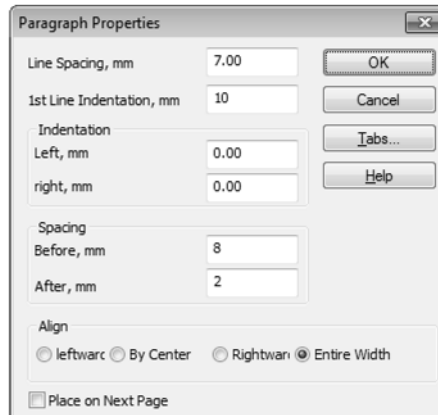 Paragraph Properties
Line Spacing, mm 7.00 OK
1st Line Indentation, mm 10 Cancel
Indentation Tabs...
Left, mm 0.00
right, mm 0.00 Help
Spacing
Before, mm 8
After, mm 2
Align
leftwarc By Center Rightwar Entire Width
Place on Next Page